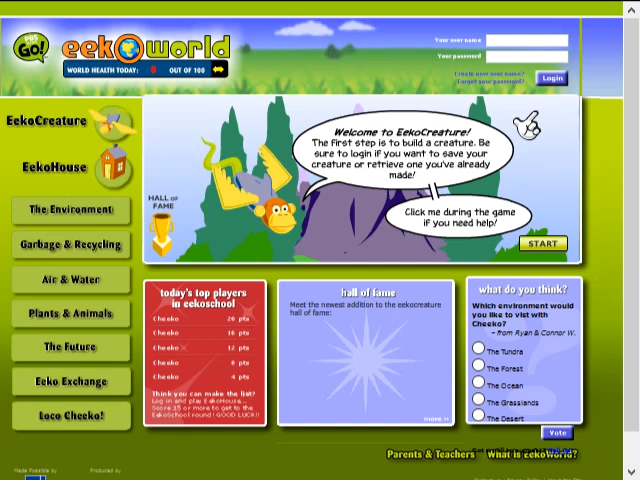 PBS
GO!
eekoworld
WORLD HEALTH TODAY: 0 OUT OF 100
Your user name
Your password
Create new user name?
Forgot your password?
Login
EekoCreature
EekoHouse
The Environment
Garbage & Recycling
Air & Water
Plants & Animals
The Future
Eeko Exchange
Loco Cheeko!
Welcome to EekoCreature!
The first step is to build a creature. Be
sure to login if you want to save your
creature or retrieve one you've already
made!
Click me during the game
if you need help!
HALL OF
FAME
START
today's top players
in eekoschool
Cheeko 20 pts
Cheeko 16 pts
Cheeko 12 pts
Cheeko 8 pts
Cheeko 4 pts
Think you can make the list?
Log in and play EekoHouse...
Score 15 or more to get to the
EekoSchool round! GOOD LUCK!!
hall of fame
Meet the newest addition to the eekocreature
hall of fame:
more »
what do you think?
Which environment would
you like to vist with
Cheeko?
- from Ryan & Connor W.
The Tundra
The Forest
The Ocean
The Grasslands
The Desert
Vote
Parents & Teachers What is EekoWorld?
Made Possible by Produced by